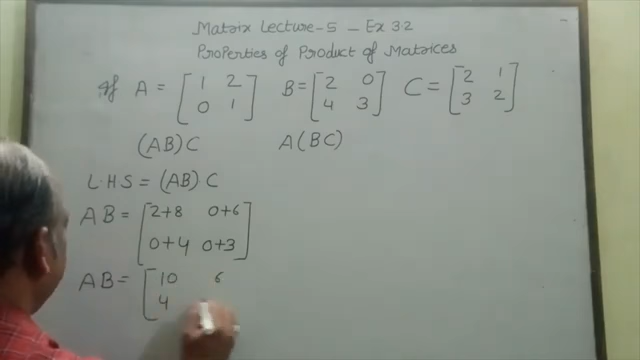 Matrix Lecture-5 - Ex 3.2
Properties of Product of Matrices
If A = [1 2 B = [2 0 C = [2 1
0 1] 4 3] 3 2]
(AB)C A(BC)
L.H.S = (AB) C
AB = [2+8 0+6
0+4 0+3]
AB = [10 6
4